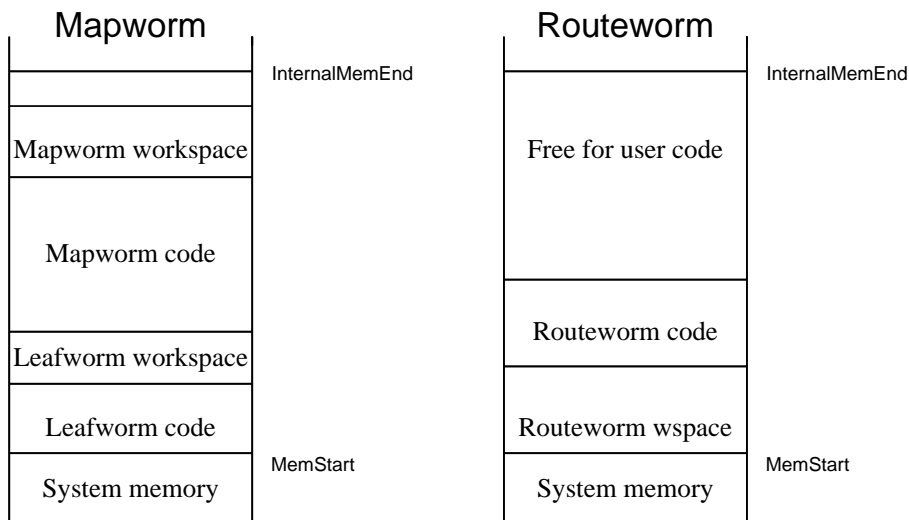 Mapworm
InternalMemEnd
Mapworm workspace
Mapworm code
Leafworm workspace
Leafworm code
MemStart
System memory
Routeworm
InternalMemEnd
Free for user code
Routeworm code
Routeworm wspace
MemStart
System memory